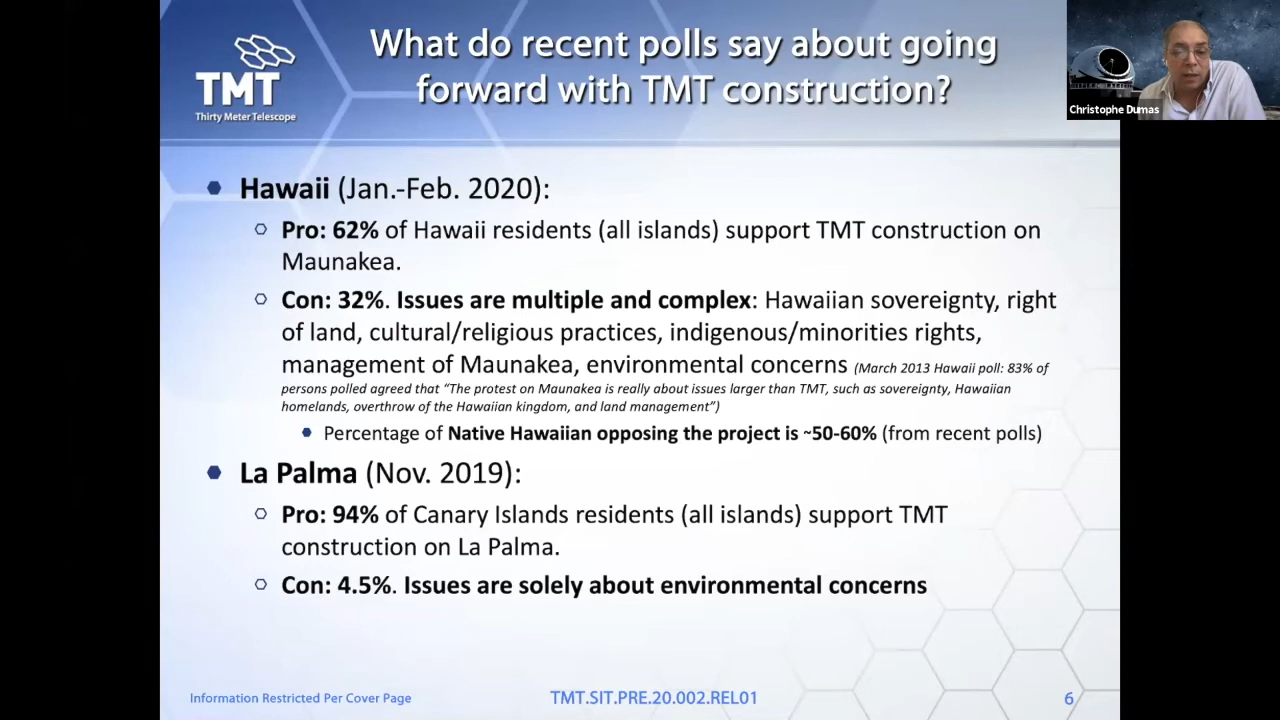 What do recent polls say about going
forward with TMT construction?
TMT
Thirty Meter Telescope
Christophe Dumas
Hawaii (Jan.-Feb. 2020):
Pro: 62% of Hawaii residents (all islands) support TMT construction on
Maunakea.
Con: 32%. Issues are multiple and complex: Hawaiian sovereignty, right
of land, cultural/religious practices, indigenous/minorities rights,
management of Maunakea, environmental concerns (March 2013 Hawaii poll: 83% of
persons polled agreed that “The protest on Maunakea is really about issues larger than TMT, such as sovereignty, Hawaiian
homelands, overthrow of the Hawaiian kingdom, and land management”)
Percentage of Native Hawaiian opposing the project is ~50-60% (from recent polls)
La Palma (Nov. 2019):
Pro: 94% of Canary Islands residents (all islands) support TMT
construction on La Palma.
Con: 4.5%. Issues are solely about environmental concerns
Information Restricted Per Cover Page
TMT.SIT.PRE.20.002.REL01
6